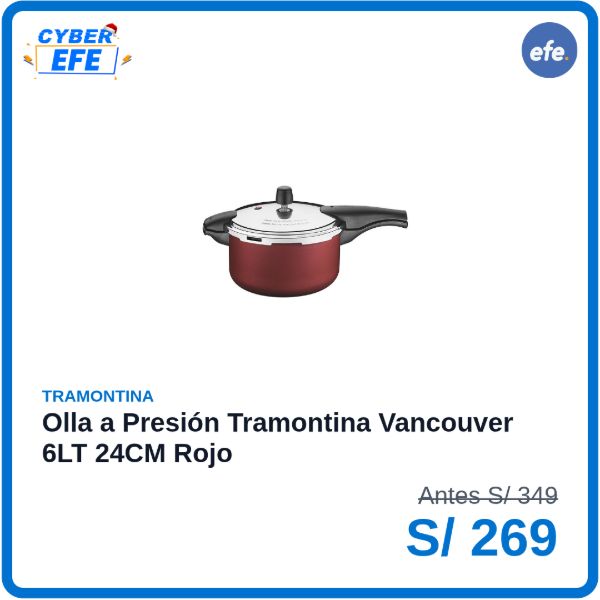 CYBER
EFE
efe.
TRAMONTINA
Olla a Presión Tramontina Vancouver
6LT 24CM Rojo
Antes S/ 349
S/ 269